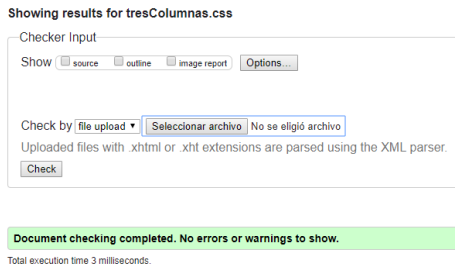 Showing results for tresColumnas.css
Checker Input
Show source outline image report Options...
Check by file upload Seleccionar archivo No se eligió archivo
Uploaded files with .xhtml or .xht extensions are parsed using the XML parser.
Check
Document checking completed. No errors or warnings to show.
Total execution time 3 milliseconds.